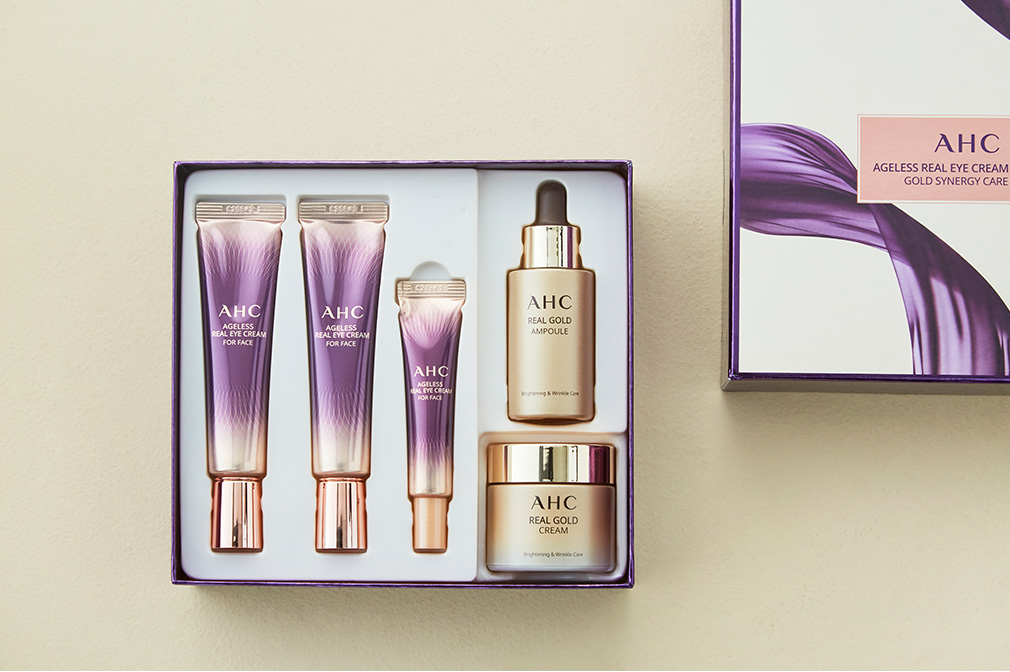 AHC
AGELESS
REAL EYE CREAM
FOR FACE
AHC
AGELESS
REAL EYE CREAM
FOR FACE
AHC
AGELESS
REAL EYE CREAM
FOR FACE
AHC
REAL GOLD
AMPOULE
Brightening & Wrinkle Care
AHC
REAL GOLD
CREAM
Brightening & Wrinkle Care
AHC
AGELESS REAL EYE CREAM
GOLD SYNERGY CARE